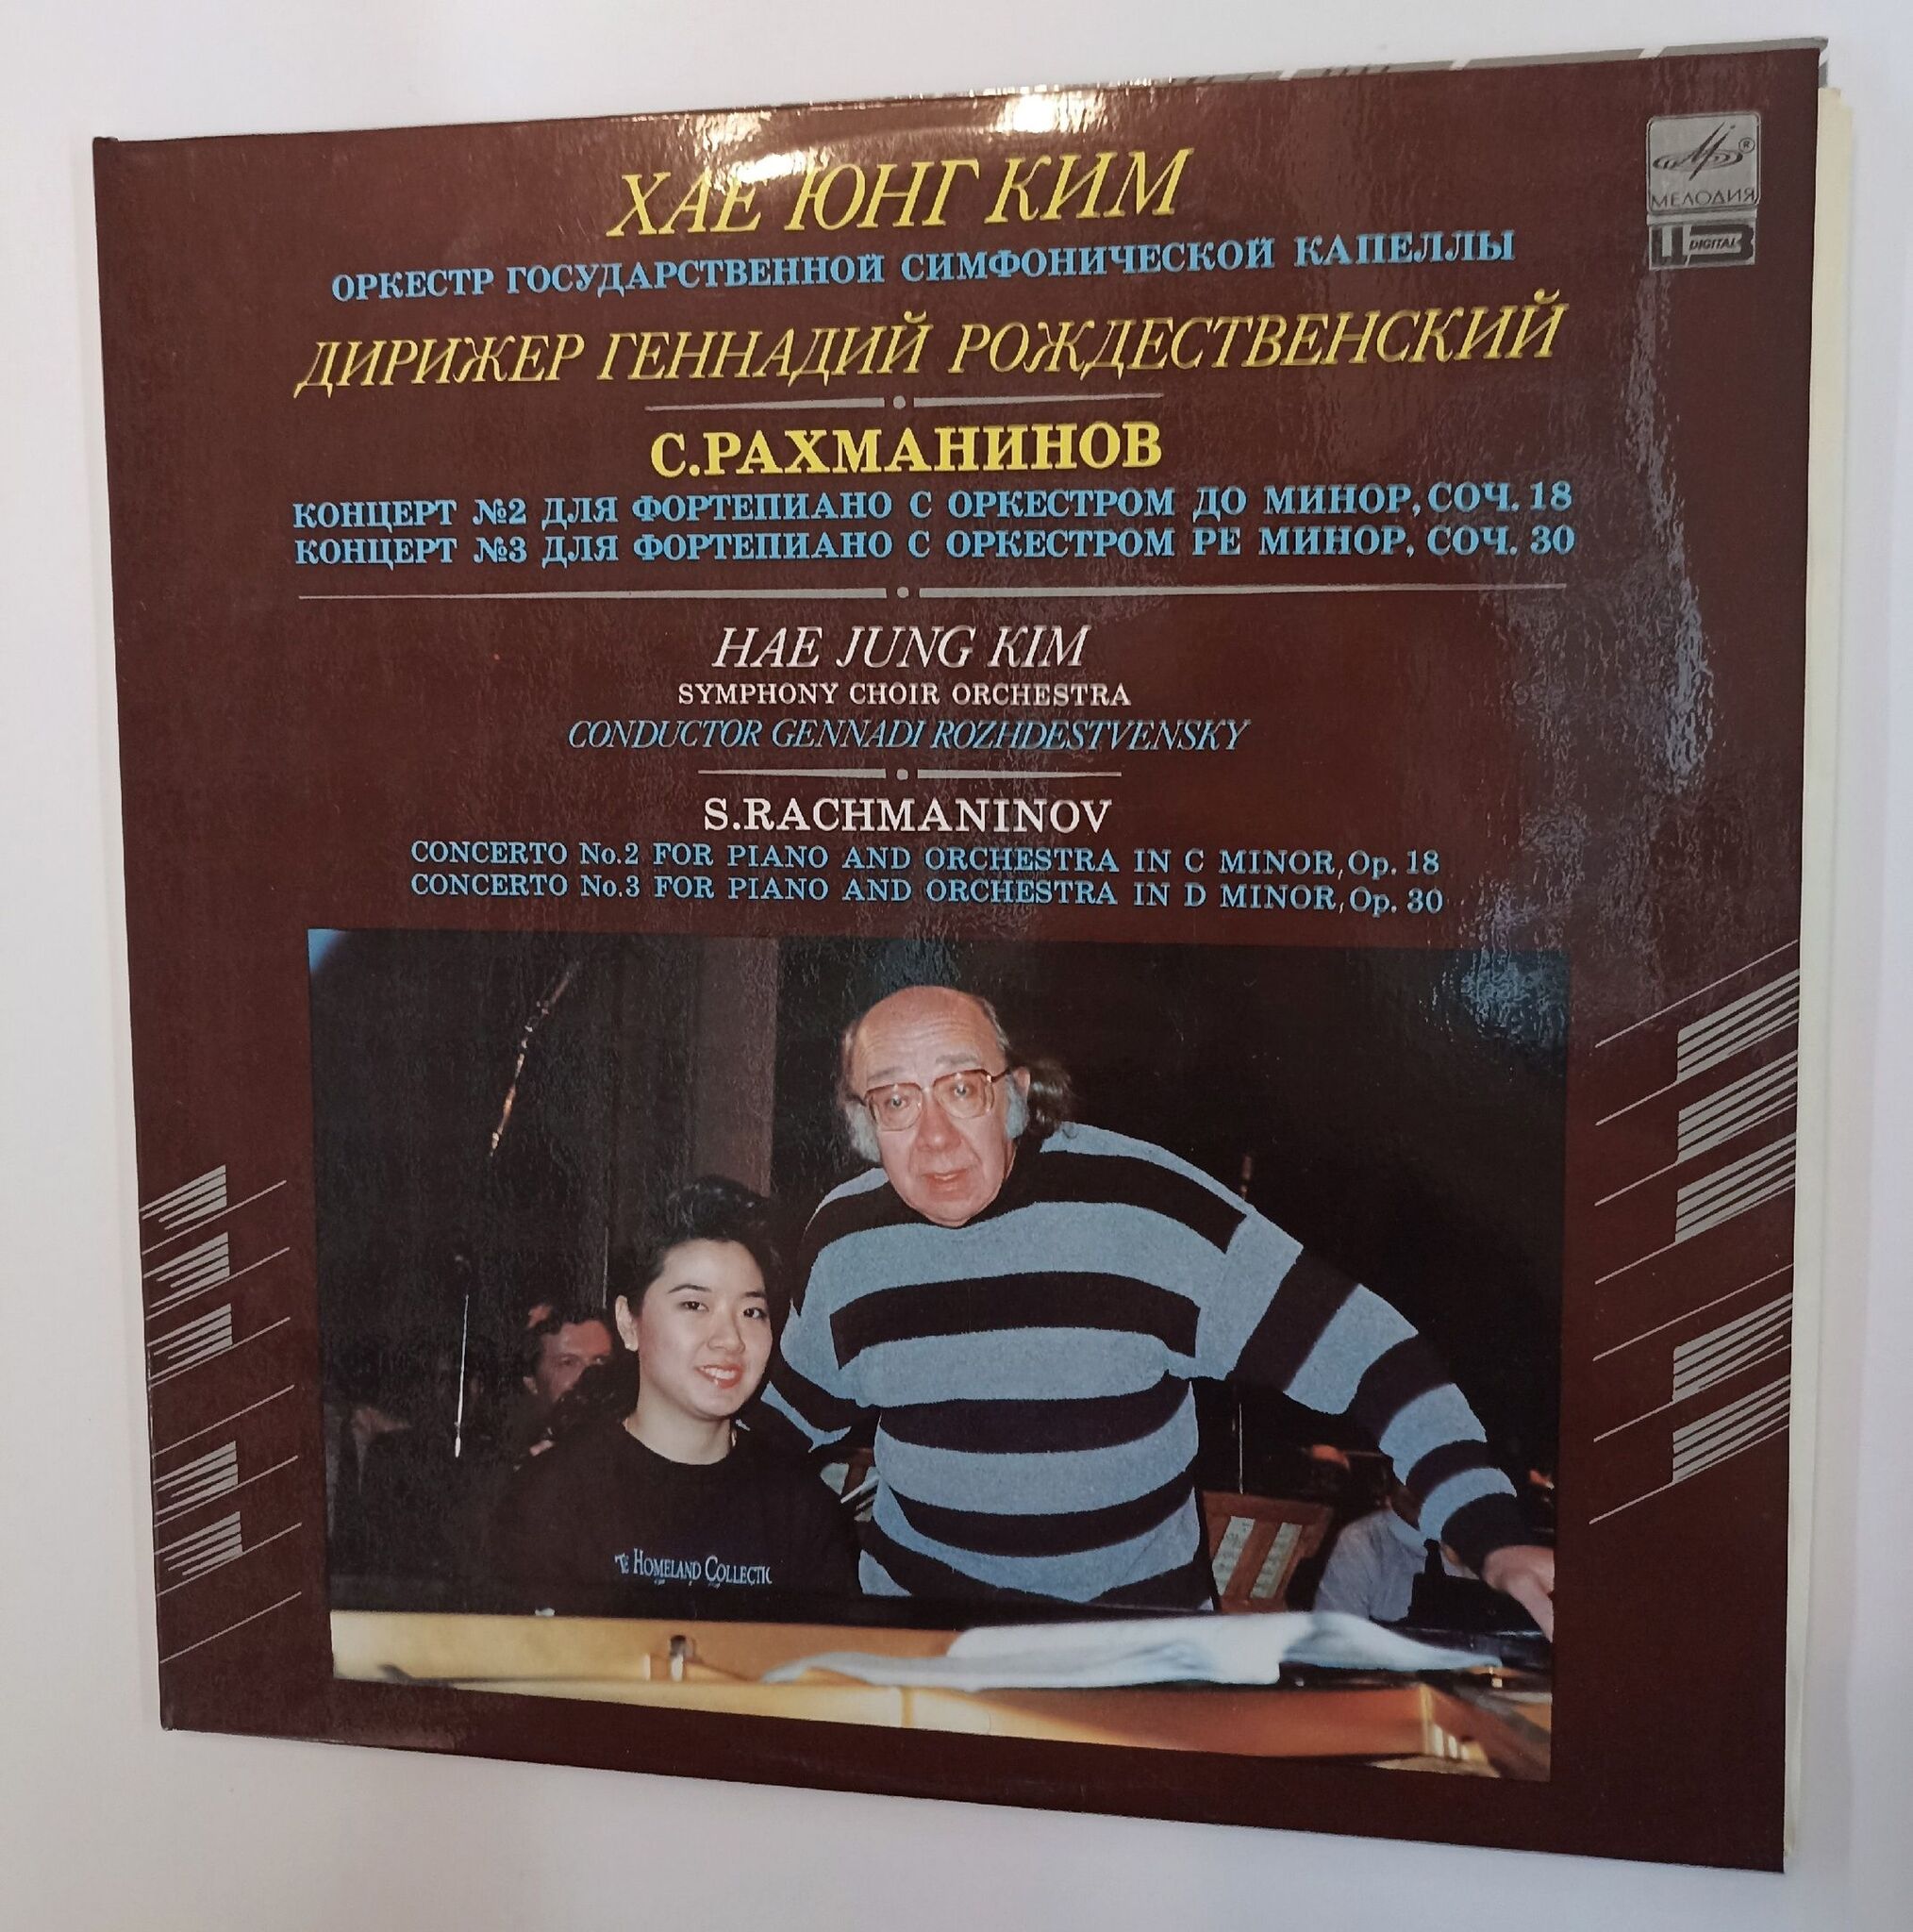 ХАЕ ЮНГ КИМ
МЕЛОДИЯ
DIGITAL
ОРКЕСТР ГОСУДАРСТВЕННОЙ СИМФОНИЧЕСКОЙ КАПЕЛЛЫ
ДИРИЖЕР ГЕННАДИЙ РОЖДЕСТВЕНСКИЙ
С.РАХМАНИНОВ
КОНЦЕРТ №2 ДЛЯ ФОРТЕПИАНО С ОРКЕСТРОМ ДО МИНОР, СОЧ. 18
КОНЦЕРТ №3 ДЛЯ ФОРТЕПИАНО С ОРКЕСТРОМ РЕ МИНОР, СОЧ. 30
HAE JUNG KIM
SYMPHONY CHOIR ORCHESTRA
CONDUCTOR GENNADI ROZHDESTVENSKY
S.RACHMANINOV
CONCERTO No.2 FOR PIANO AND ORCHESTRA IN C MINOR, Op. 18
CONCERTO No.3 FOR PIANO AND ORCHESTRA IN D MINOR, Op. 30
HOMELAND COLLECTIO